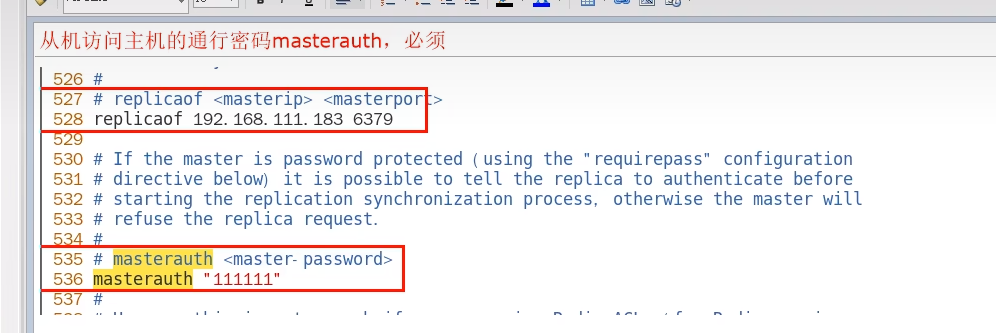 从机访问主机的通行密码masterauth，必须
526 #
527 # replicaof <masterip> <masterport>
528 replicaof 192.168.111.183 6379
529
530 # If the master is password protected (using the "requirepass" configuration
531 # directive below) it is possible to tell the replica to authenticate before
532 # starting the replication synchronization process, otherwise the master will
533 # refuse the replica request.
534 #
535 # masterauth <master-password>
536 masterauth "111111"
537 #